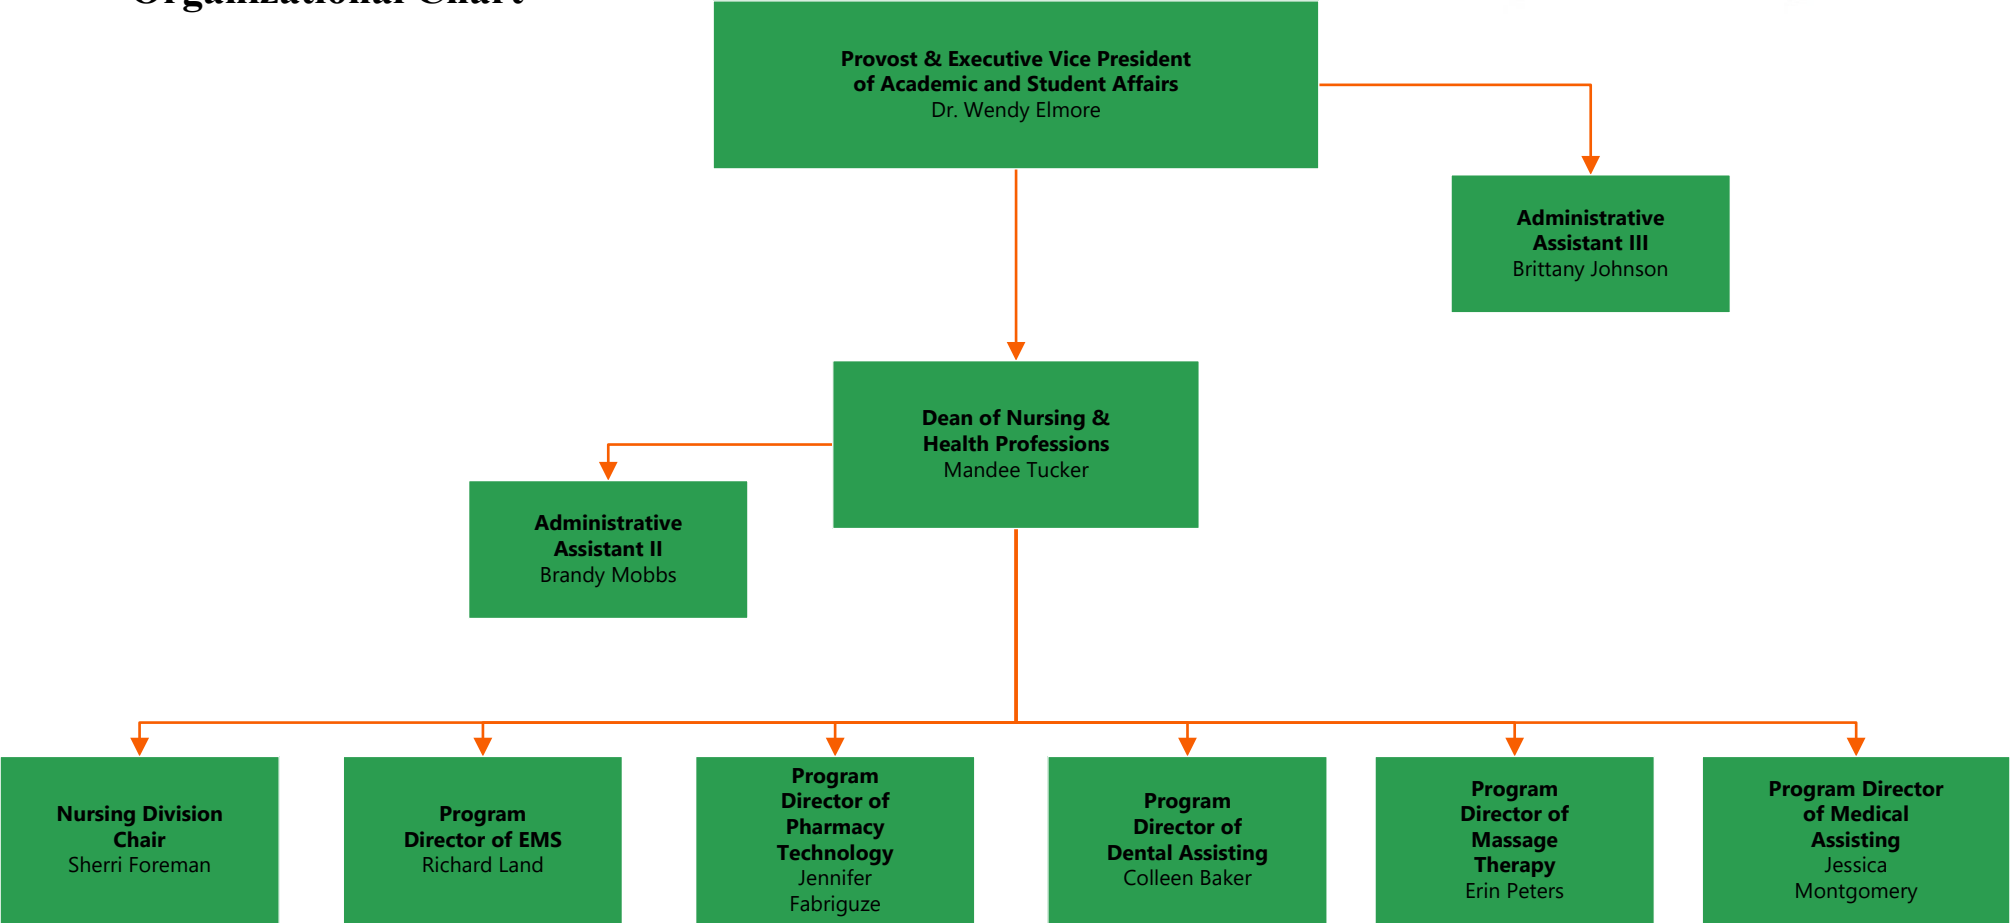 Organizational Chart
Provost & Executive Vice President
of Academic and Student Affairs
Dr. Wendy Elmore
Administrative
Assistant III
Brittany Johnson
Dean of Nursing &
Health Professions
Mandee Tucker
Administrative
Assistant II
Brandy Mobbs
Nursing Division
Chair
Sherri Foreman
Program
Director of EMS
Richard Land
Program
Director of
Pharmacy
Technology
Jennifer
Fabriguze
Program
Director of
Dental Assisting
Colleen Baker
Program
Director of
Massage
Therapy
Erin Peters
Program Director
of Medical
Assisting
Jessica
Montgomery